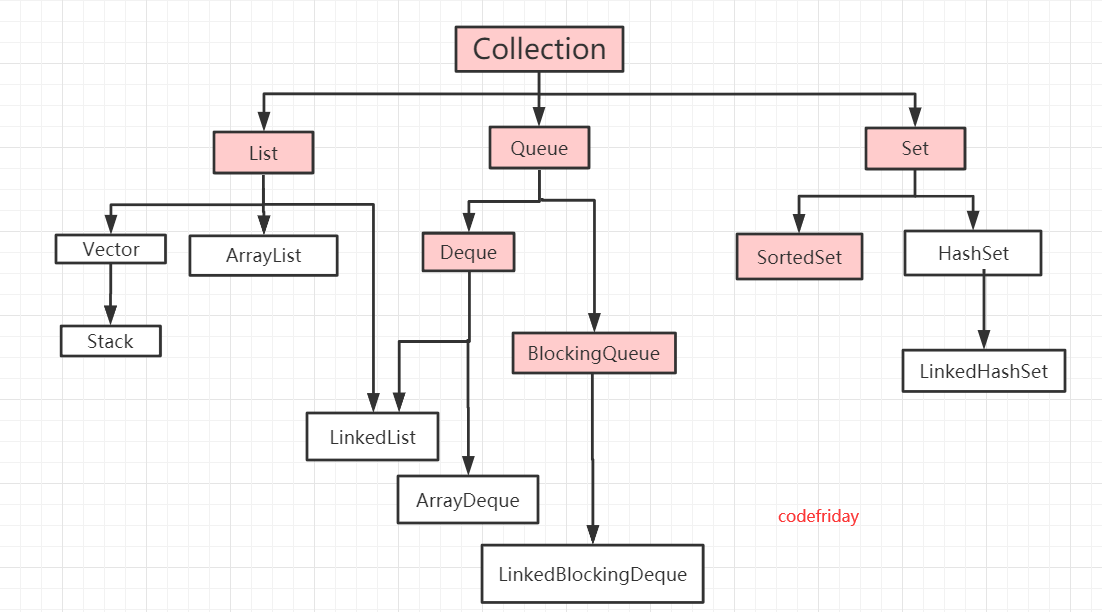 Collection
List
Queue
Set
Vector
ArrayList
Deque
SortedSet
HashSet
Stack
BlockingQueue
LinkedHashSet
LinkedList
ArrayDeque
codefriday
LinkedBlockingDeque